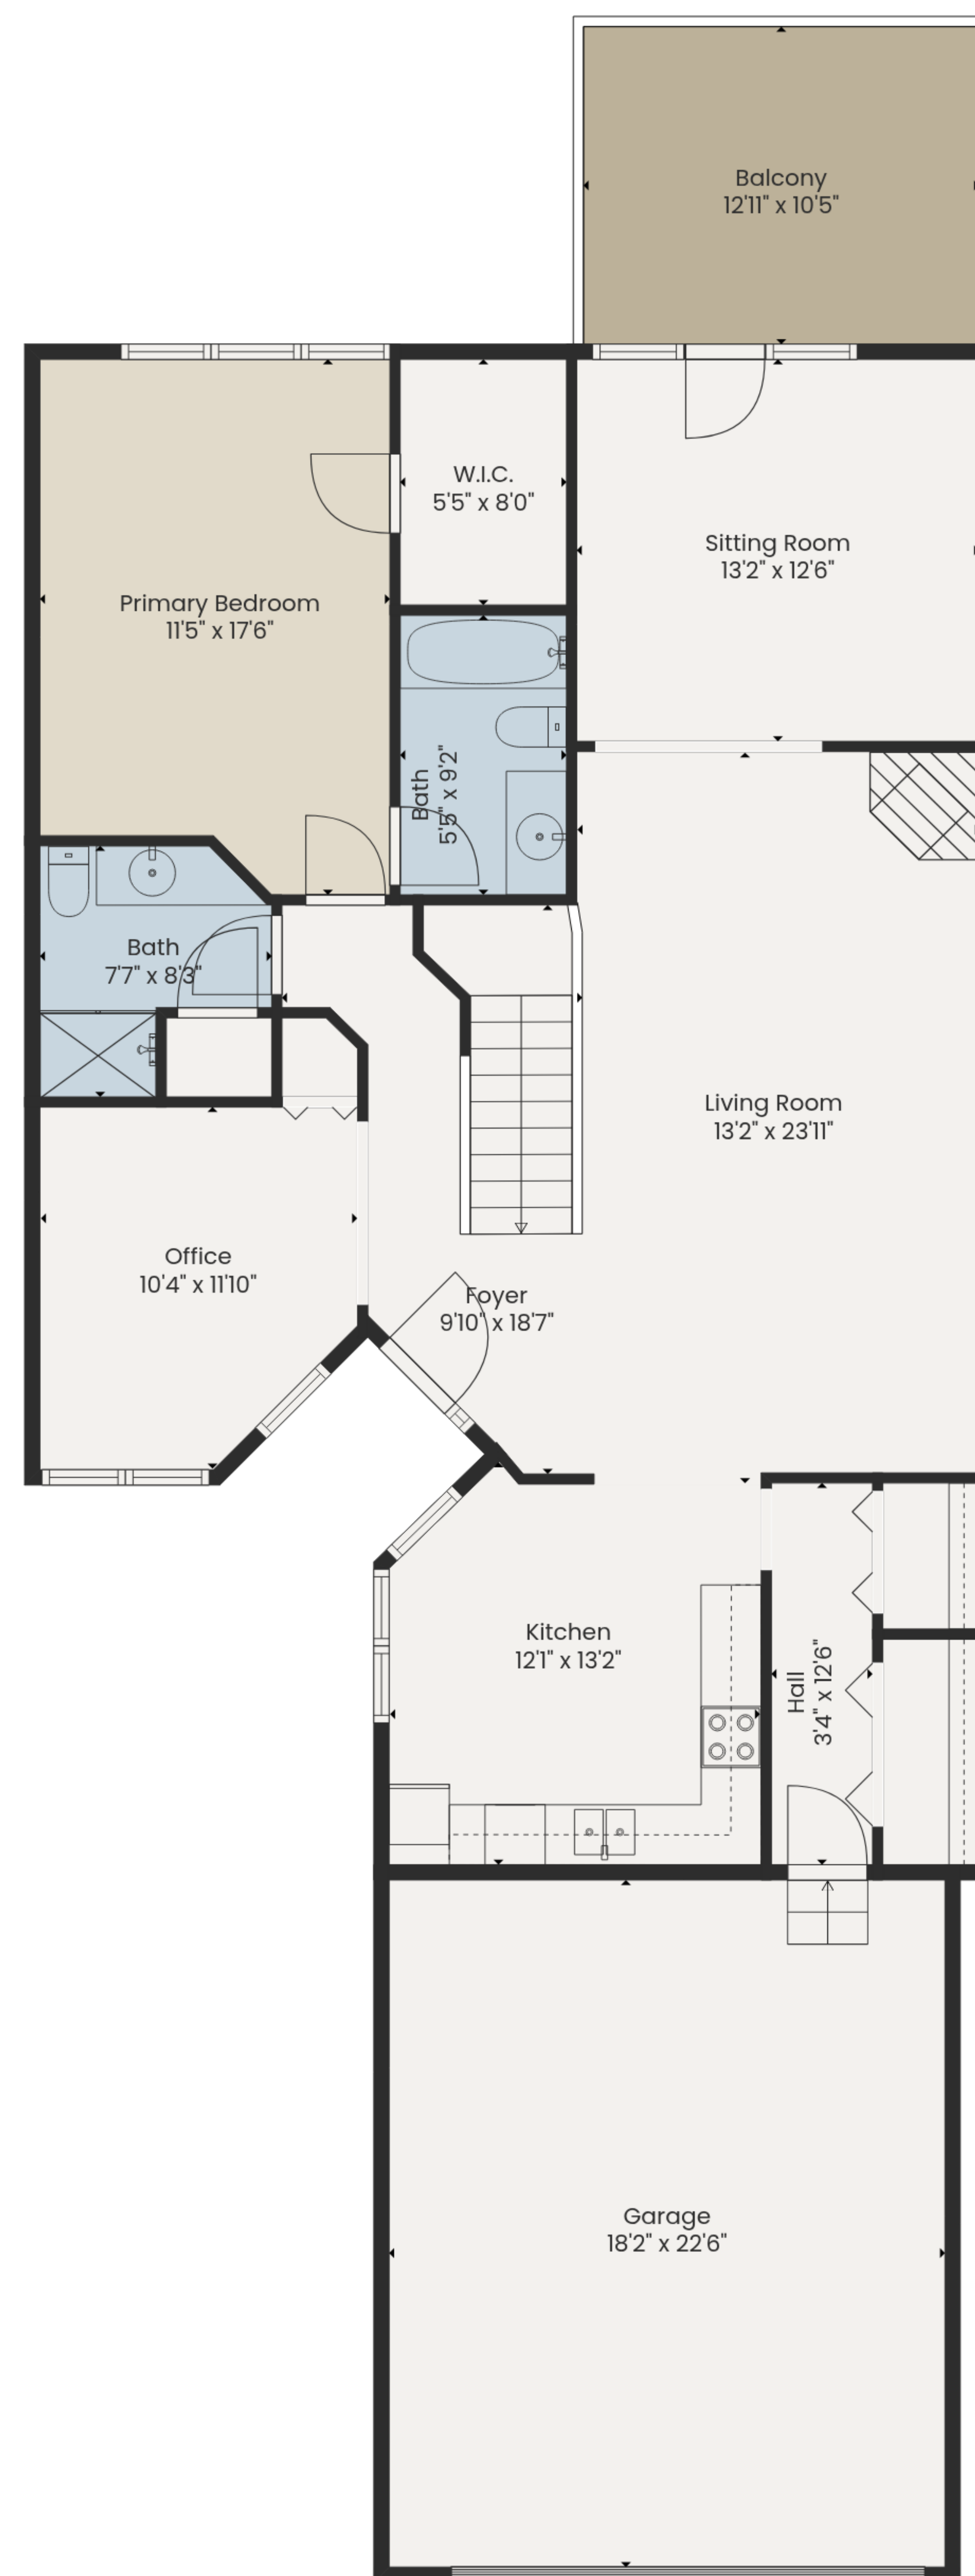 Balcony
12'11" x 10'5"
W.I.C.
5'5" x 8'0"
Sitting Room
13'2" x 12'6"
Primary Bedroom
11'5" x 17'6"
Bath
5'5" x 9'2"
Bath
7'7" x 8'3"
Living Room
13'2" x 23'11"
Office
10'4" x 11'10"
Foyer
9'10" x 18'7"
Kitchen
12'1" x 13'2"
Hall
3'4" x 12'6"
Garage
18'2" x 22'6"